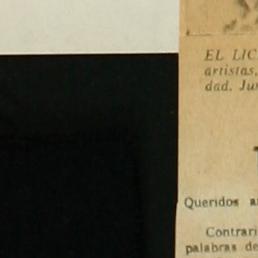 EL LIC
artistas,
dad. Ju
Queridos a
Contrari
palabras de